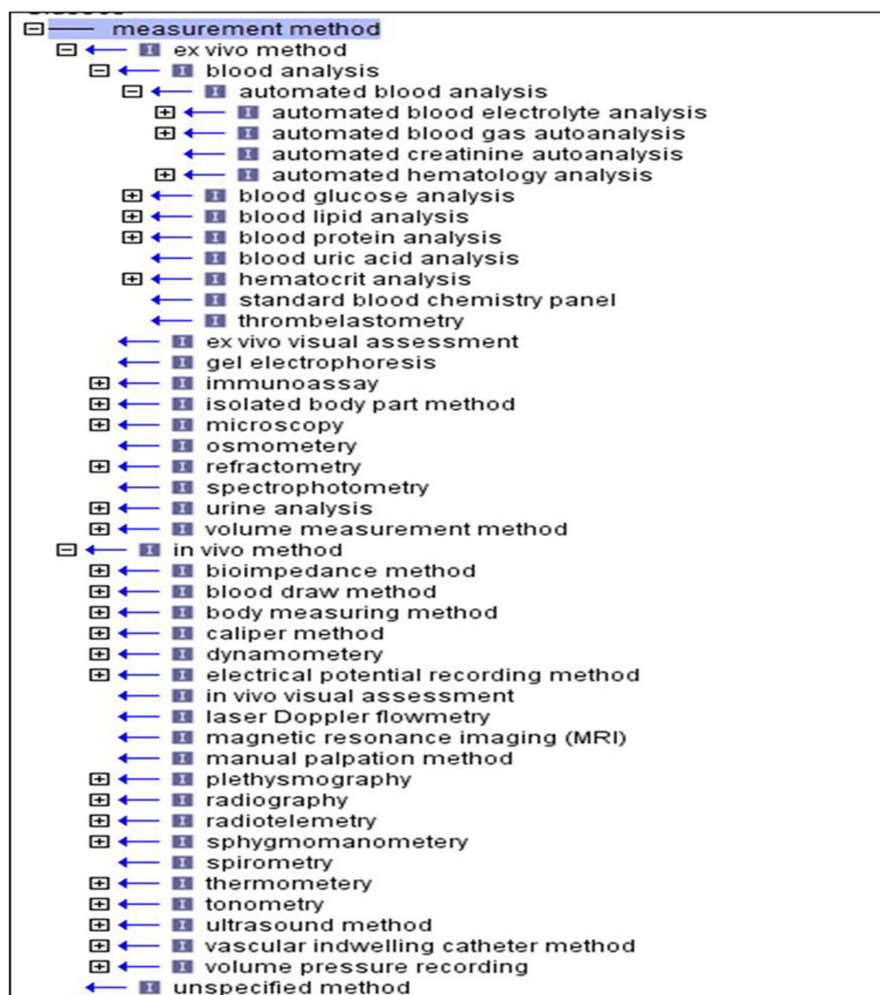 measurement method
I ex vivo method
I blood analysis
I automated blood analysis
I automated blood electrolyte analysis
I automated blood gas autoanalysis
I automated creatinine autoanalysis
I automated hematology analysis
I blood glucose analysis
I blood lipid analysis
I blood protein analysis
I blood uric acid analysis
I hematocrit analysis
I standard blood chemistry panel
I thrombelastometry
I ex vivo visual assessment
I gel electrophoresis
I immunoassay
I isolated body part method
I microscopy
I osmometery
I refractometry
I spectrophotometry
I urine analysis
I volume measurement method
I in vivo method
I bioimpedance method
I blood draw method
I body measuring method
I caliper method
I dynamometery
I electrical potential recording method
I in vivo visual assessment
I laser Doppler flowmetry
I magnetic resonance imaging (MRI)
I manual palpation method
I plethysmography
I radiography
I radiotelemetry
I sphygmomanometery
I spirometry
I thermometery
I tonometry
I ultrasound method
I vascular indwelling catheter method
I volume pressure recording
I unspecified method